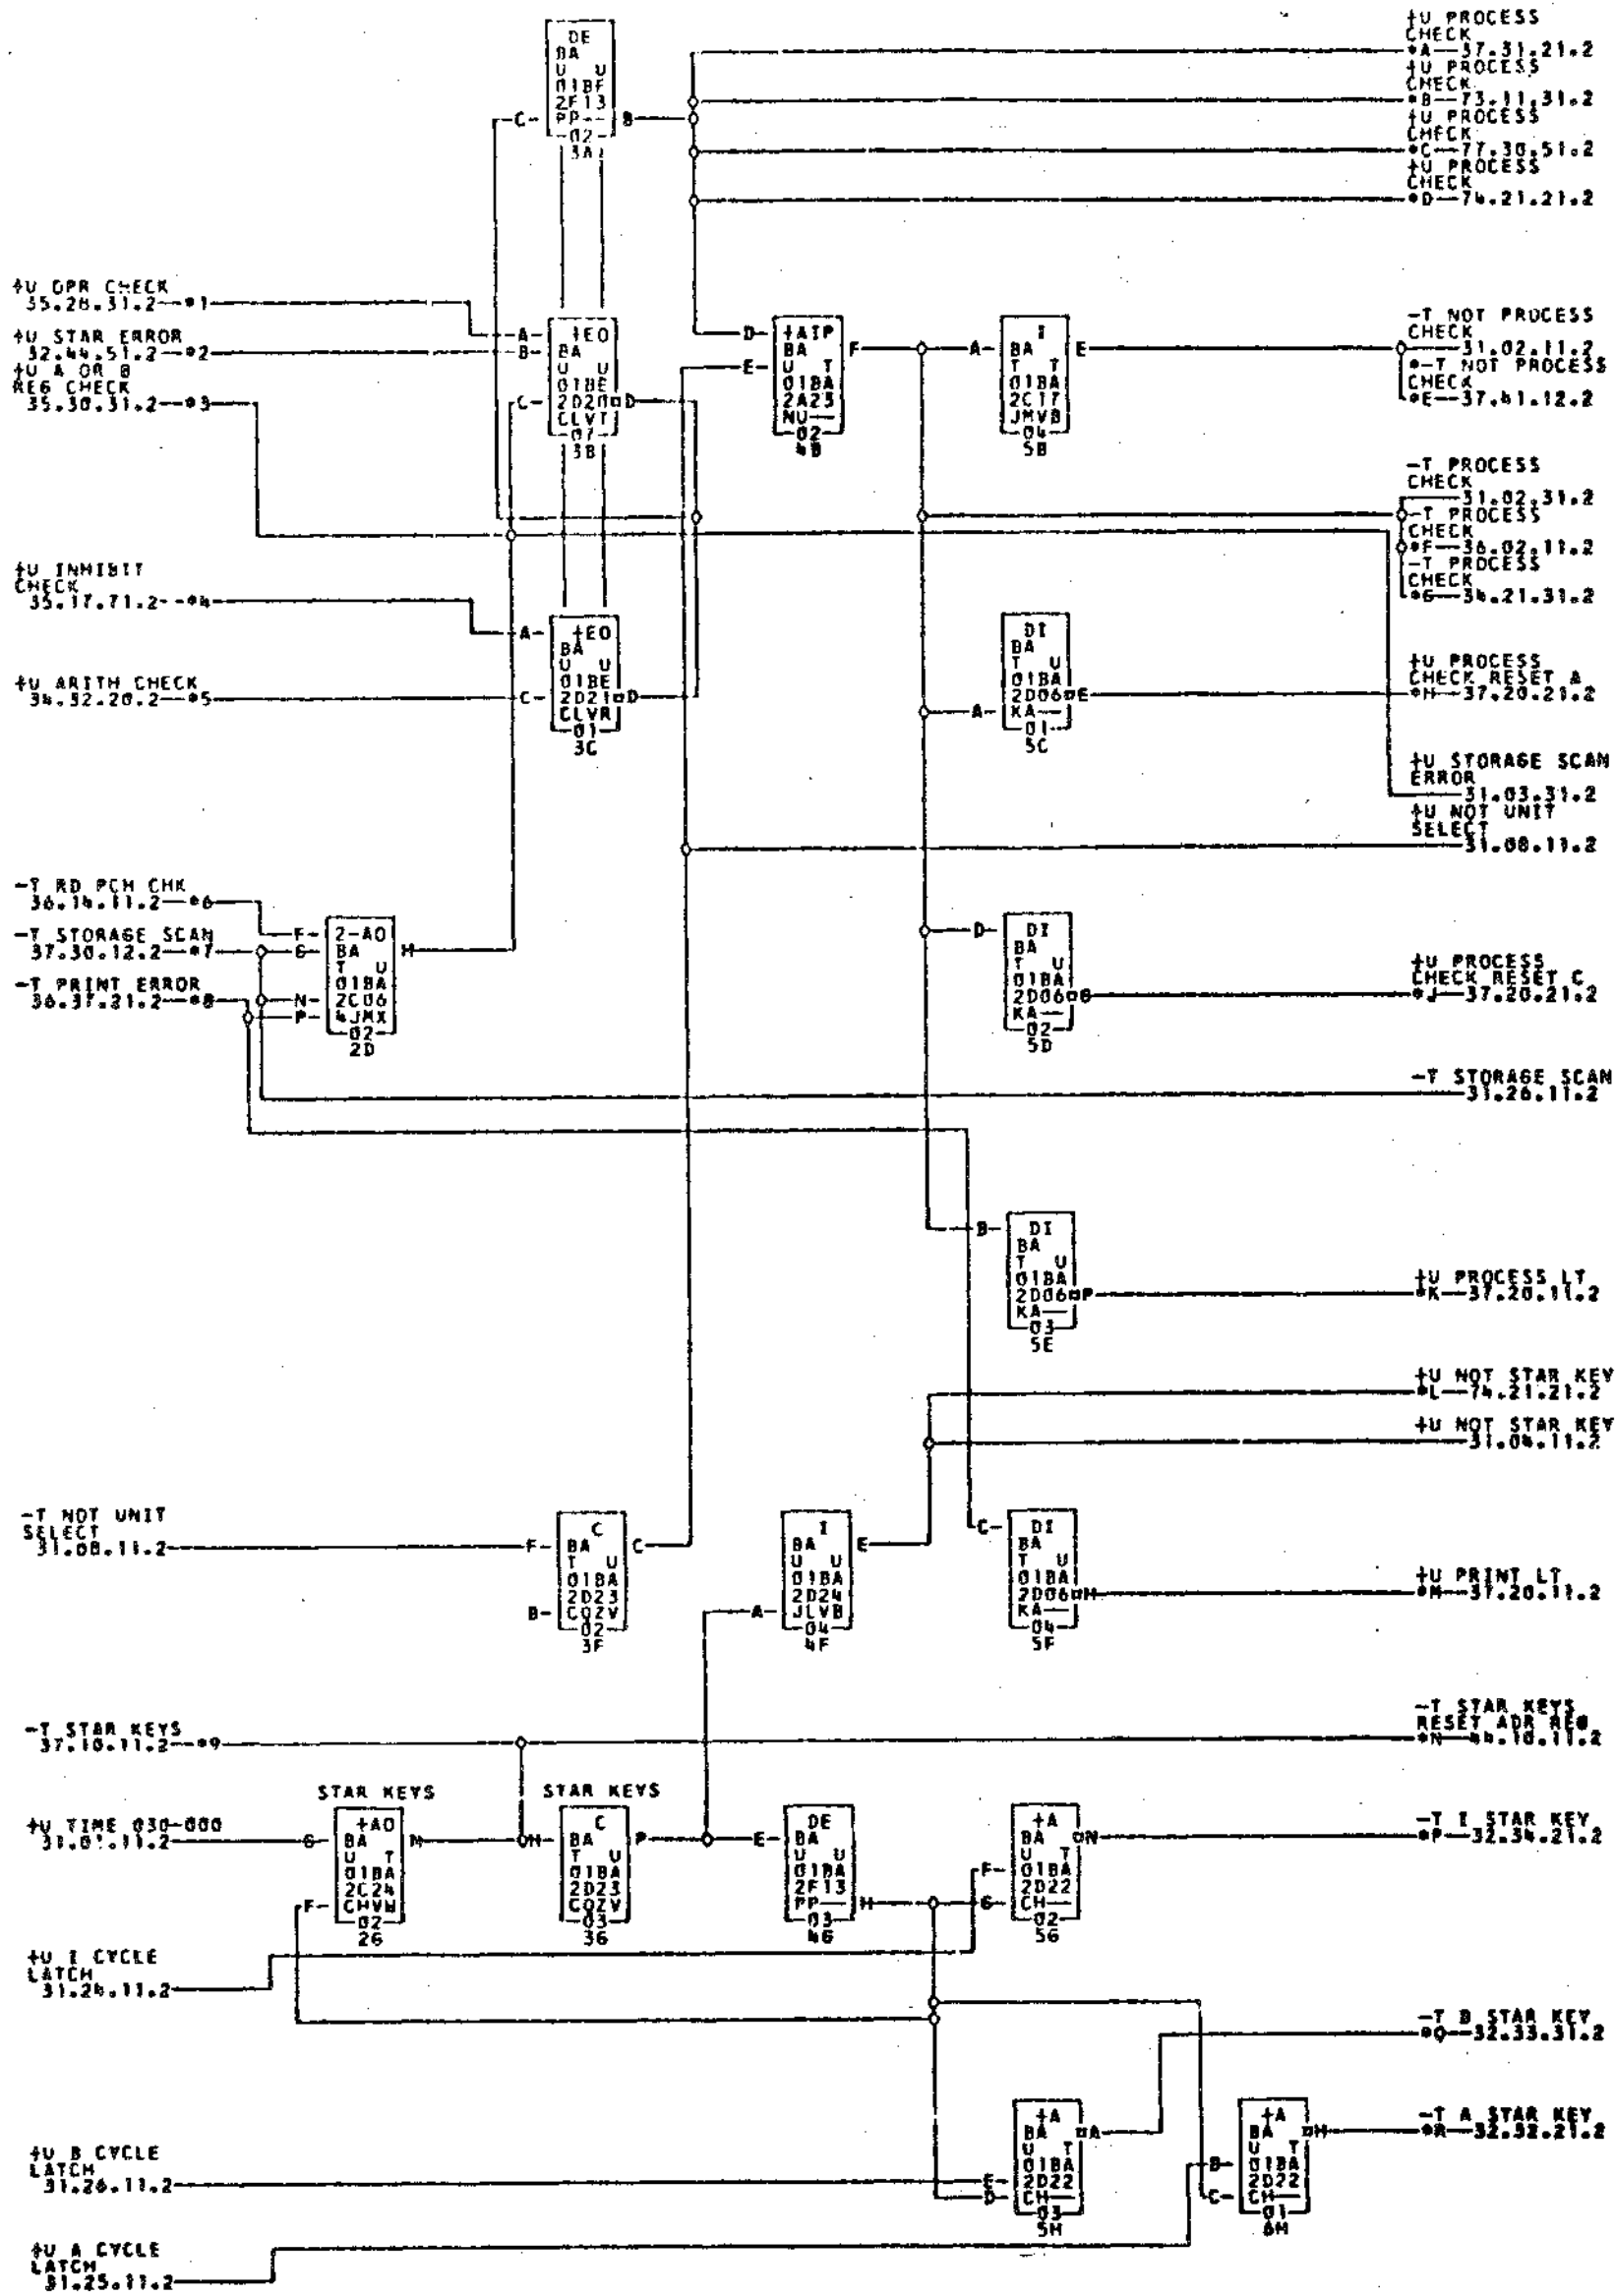 +U PROCESS
CHECK
*A—37.31.21.2
+U PROCESS
CHECK
*B—73.11.31.2
+U PROCESS
CHECK
*C—77.30.51.2
+U PROCESS
CHECK
*D—74.21.21.2
DE
BA
U U
01BF
2F13
C PP-- B
02
3A
+U OPR CHECK
35.28.31.2--*1
+U STAR ERROR
32.44.51.2--*2
+U A OR B
REG CHECK
35.30.31.2--*3
A +EO
B BA
U U
01BE
C 2D20 D
CLVT
07
3B
D +AIP
BA F
E U T
01BA
2A23
NU--
02
4B
I
A BA E
T T
01BA
2C17
JMVB
04
5B
-T NOT PROCESS
CHECK
31.02.11.2
*-T NOT PROCESS
CHECK
*E—37.41.12.2
-T PROCESS
CHECK
31.02.31.2
-T PROCESS
CHECK
*F—36.02.11.2
-T PROCESS
CHECK
*G—34.21.31.2
+U INHIBIT
CHECK
35.17.71.2--*4
+U ARITH CHECK
34.32.20.2--*5
A +EO
BA
U U
01BE
C 2D21 D
CLVR
01
3C
DI
BA
T U
01BA
2D06 E
A KA--
01
5C
+U PROCESS
CHECK RESET A
*H—37.20.21.2
+U STORAGE SCAN
ERROR
31.03.31.2
+U NOT UNIT
SELECT
31.08.11.2
-T RD PCH CHK
36.14.11.2--*6
-T STORAGE SCAN
37.30.12.2--*7
-T PRINT ERROR
36.37.21.2--*8
F 2-AO
G BA H
T U
01BA
N 2C06
P 4JMX
02
2D
D DI
BA
T U
01BA
2D06 G
KA--
02
5D
+U PROCESS
CHECK RESET C
*J—37.20.21.2
-T STORAGE SCAN
31.26.11.2
B DI
BA
T U
01BA
2D06 P
KA--
03
5E
+U PROCESS LT
*K—37.20.11.2
+U NOT STAR KEY
*L—74.21.21.2
+U NOT STAR KEY
31.04.11.2
-T NOT UNIT
SELECT
31.08.11.2
C
F BA C
T U
01BA
2D23
B CQZV
02
3F
I
BA E
U U
01BA
2D24
A JLVB
04
4F
C DI
BA
T U
01BA
2D06 H
KA--
04
5F
+U PRINT LT
*M—37.20.11.2
-T STAR KEYS
37.10.11.2--*9
-T STAR KEYS
RESET ADR REG
*N—44.10.11.2
STAR KEYS
STAR KEYS
+U TIME 030-000
31.01.11.2
+AO
G BA M
U T
01BA
2C24
F CHVW
02
2G
C
N BA P
T U
01BA
2D23
CQZV
03
3G
DE
E BA
U U
01BA
2F13
PP-- H
03
4G
+A
BA N
U T
F 01BA
2D22
G CH--
02
5G
-T I STAR KEY
*P—32.34.21.2
+U I CYCLE
LATCH
31.24.11.2
-T B STAR KEY
*Q—32.33.31.2
+U B CYCLE
LATCH
31.26.11.2
+A
BA A
U T
01BA
E 2D22
D CH--
03
5H
+A
BA H
U T
B 01BA
2D22
C CH--
01
6H
-T A STAR KEY
*R—32.32.21.2
+U A CYCLE
LATCH
31.25.11.2